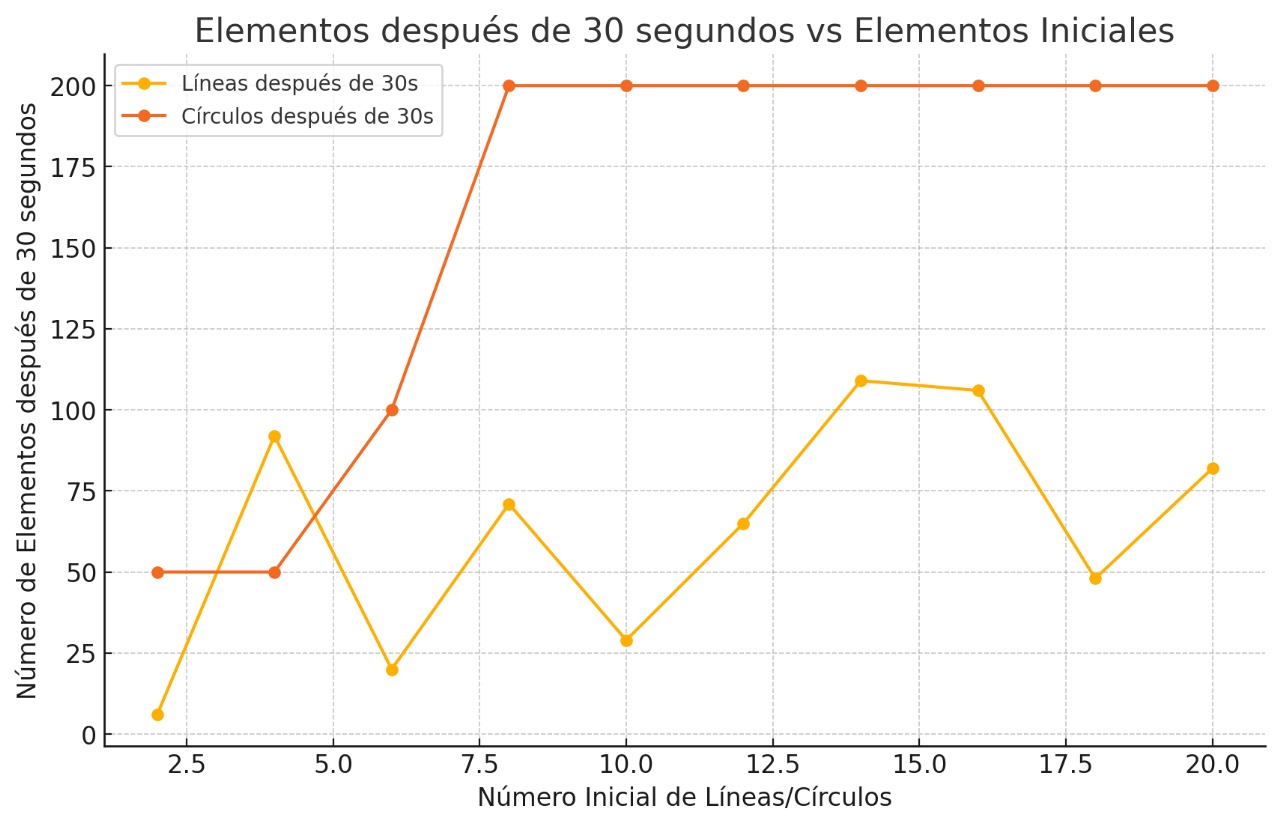 Elementos después de 30 segundos vs Elementos Iniciales
Líneas después de 30s
Círculos después de 30s
Número de Elementos después de 30 segundos
200
175
150
125
100
75
50
25
0
2.5 5.0 7.5 10.0 12.5 15.0 17.5 20.0
Número Inicial de Líneas/Círculos